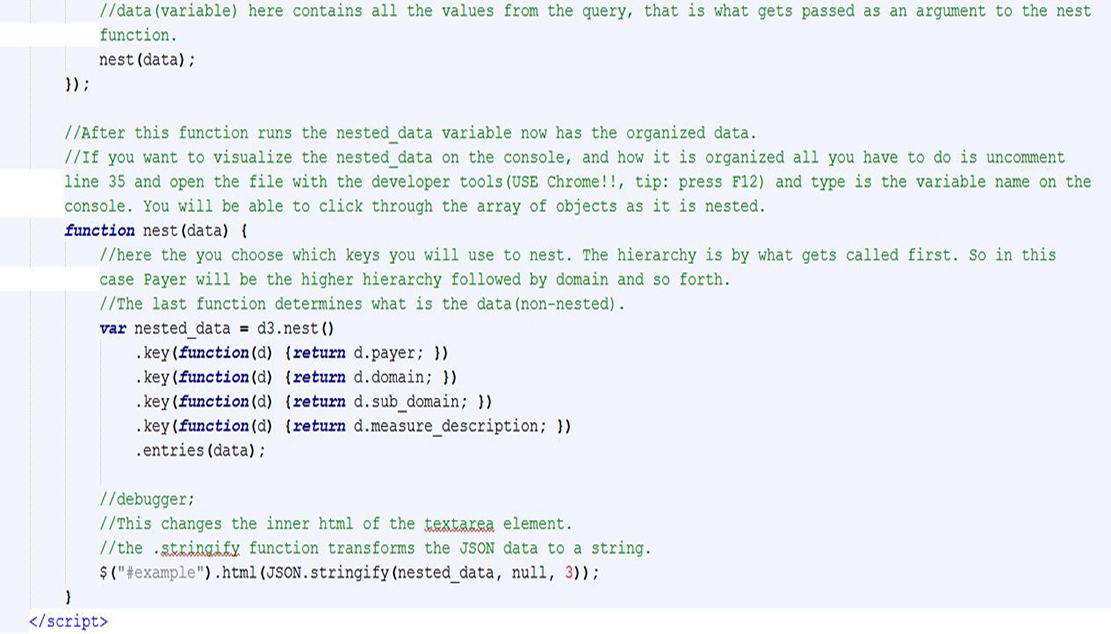 //data(variable) here contains all the values from the query, that is what gets passed as an argument to the nest
function.
nest(data);
});
//After this function runs the nested_data variable now has the organized data.
//If you want to visualize the nested_data on the console, and how it is organized all you have to do is uncomment
line 35 and open the file with the developer tools(USE Chrome!!, tip: press F12) and type is the variable name on the
console. You will be able to click through the array of objects as it is nested.
function nest(data) {
//here the you choose which keys you will use to nest. The hierarchy is by what gets called first. So in this
case Payer will be the higher hierarchy followed by domain and so forth.
//The last function determines what is the data(non-nested).
var nested_data = d3.nest()
.key(function(d) {return d.payer; })
.key(function(d) {return d.domain; })
.key(function(d) {return d.sub_domain; })
.key(function(d) {return d.measure_description; })
.entries(data);
//debugger;
//This changes the inner html of the textarea element.
//the .stringify function transforms the JSON data to a string.
$("#example").html(JSON.stringify(nested_data, null, 3));
}
</script>